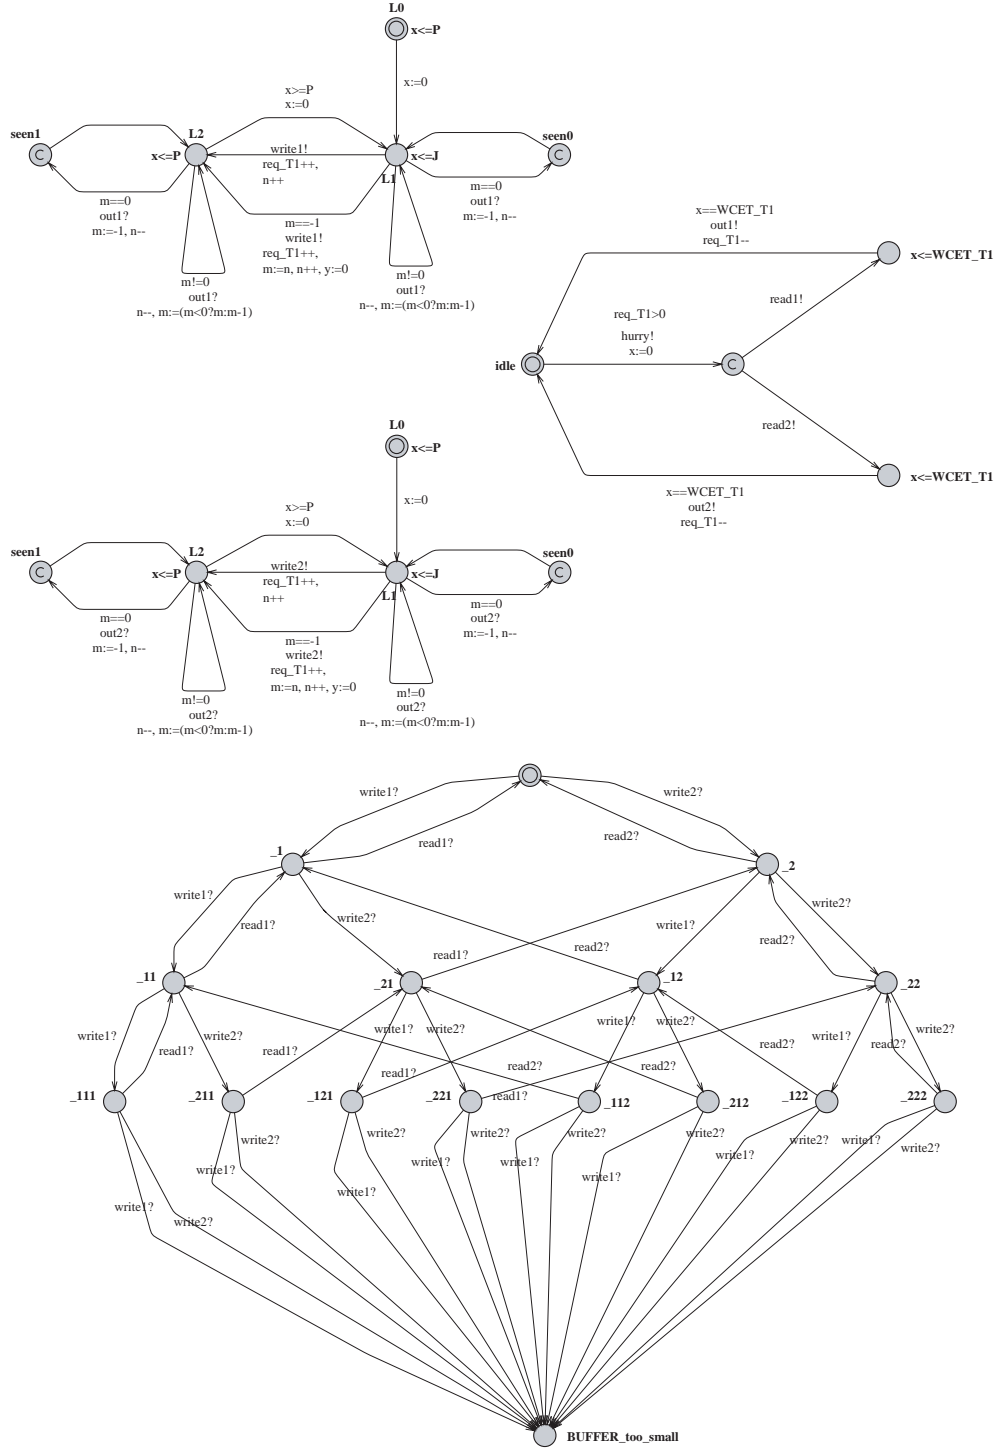 L0
x<=P
x:=0
x>=P
x:=0
seen1
L2
seen0
C
x<=P
write1!
req_T1++,
n++
x<=J
L1
C
m==0
out1?
m:=-1, n--
m==-1
write1!
req_T1++,
m:=n, n++, y:=0
m==0
out1?
m:=-1, n--
m!=0
out1?
n--, m:=(m<0?m:m-1)
m!=0
out1?
n--, m:=(m<0?m:m-1)
x==WCET_T1
out1!
req_T1--
x<=WCET_T1
read1!
req_T1>0
hurry!
x:=0
idle
C
read2!
x<=WCET_T1
x==WCET_T1
out2!
req_T1--
L0
x<=P
x:=0
x>=P
x:=0
seen1
L2
seen0
C
x<=P
write2!
req_T1++,
n++
x<=J
L1
C
m==0
out2?
m:=-1, n--
m==-1
write2!
req_T1++,
m:=n, n++, y:=0
m==0
out2?
m:=-1, n--
m!=0
out2?
n--, m:=(m<0?m:m-1)
m!=0
out2?
n--, m:=(m<0?m:m-1)
write1?
write2?
read1?
read2?
_1
_2
write1?
read1?
write2?
write1?
write2?
read1?
read2?
read2?
_11
_21
_12
_22
write1?
read1?
write2?
read1?
write1?
write2?
read1?
read2?
write1?
write2?
read2?
read2?
write1?
read2?
write2?
_111
_211
_121
_221
read1?
_112
_212
_122
_222
write1?
write2?
write1?
write2?
write1?
write2?
write1?
write2?
write1?
write2?
write1?
write2?
write1?
write2?
write1?
write2?
BUFFER_too_small